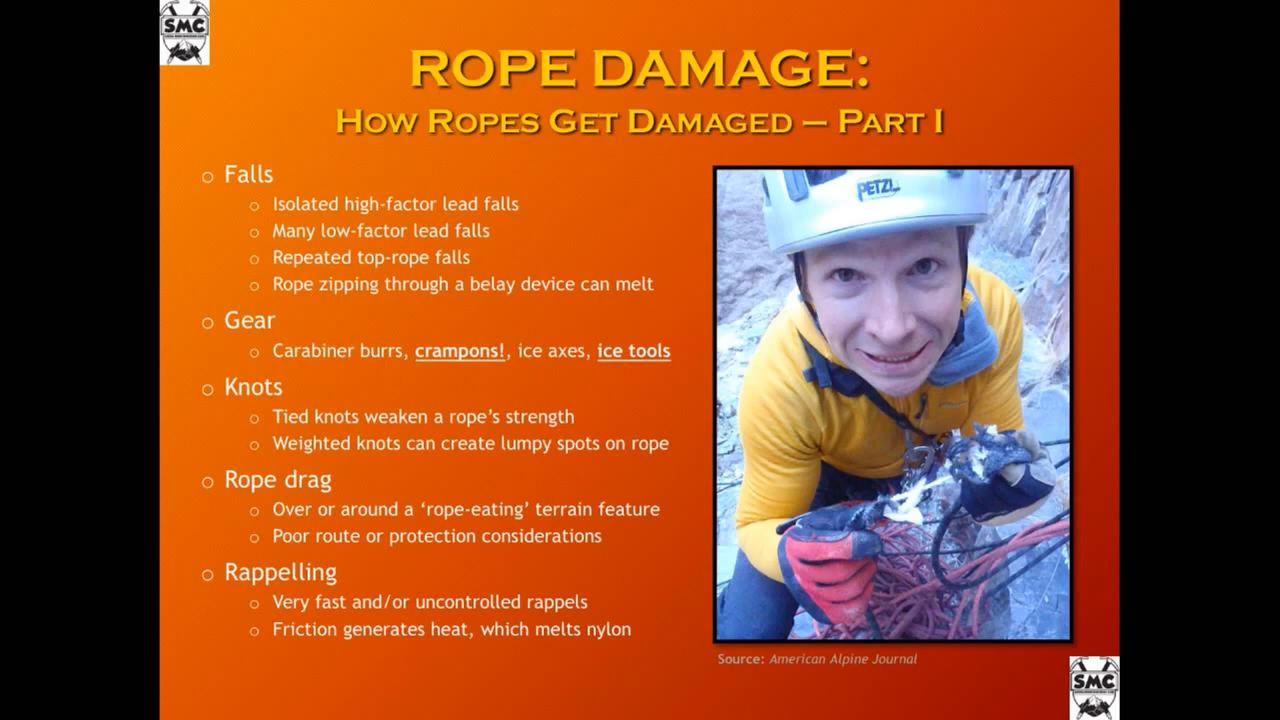 SMC
ROPE DAMAGE:
HOW ROPES GET DAMAGED – PART I
Falls
Isolated high-factor lead falls
Many low-factor lead falls
Repeated top-rope falls
Rope zipping through a belay device can melt
Gear
Carabiner burrs, crampons!, ice axes, ice tools
Knots
Tied knots weaken a rope's strength
Weighted knots can create lumpy spots on rope
Rope drag
Over or around a ‘rope-eating’ terrain feature
Poor route or protection considerations
Rappelling
Very fast and/or uncontrolled rappels
Friction generates heat, which melts nylon
PETZL
Source: American Alpine Journal
SMC